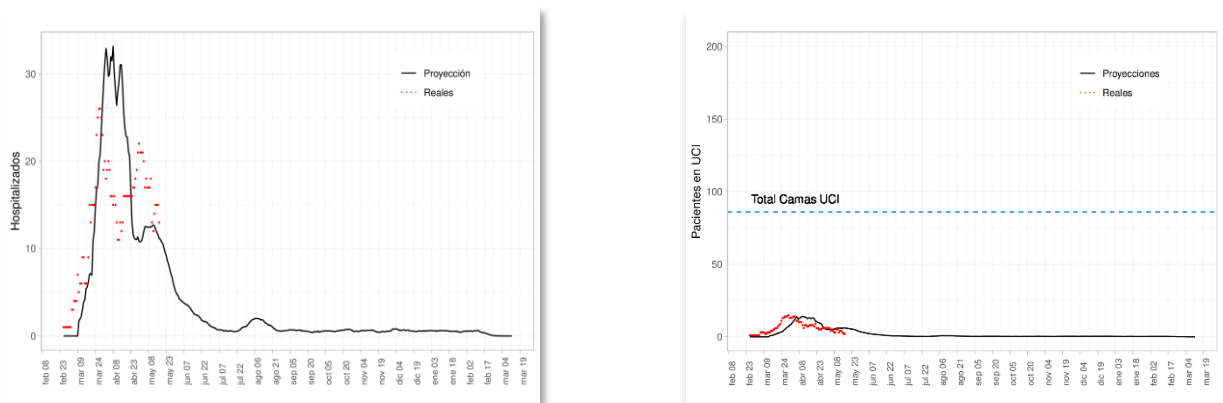 Hospitalizados
30
20
10
0
Proyección
Reales
feb 08
feb 23
mar 09
mar 24
abr 08
abr 23
may 08
may 23
jun 07
jun 22
jul 07
jul 22
ago 06
ago 21
sep 05
sep 20
oct 05
oct 20
nov 04
nov 19
dic 04
dic 19
ene 03
ene 18
feb 02
feb 17
mar 04
mar 19
Pacientes en UCI
200
150
100
50
0
Proyecciones
Reales
Total Camas UCI
feb 08
feb 23
mar 09
mar 24
abr 08
abr 23
may 08
may 23
jun 07
jun 22
jul 07
jul 22
ago 06
ago 21
sep 05
sep 20
oct 05
oct 20
nov 04
nov 19
dic 04
dic 19
ene 03
ene 18
feb 02
feb 17
mar 04
mar 19